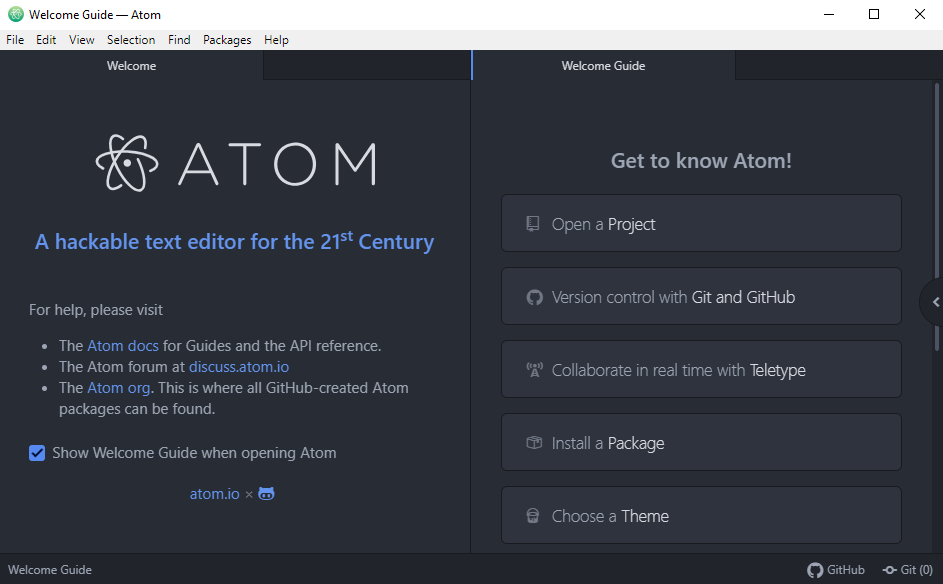 Welcome Guide — Atom
File Edit View Selection Find Packages Help
Welcome
Welcome Guide
ATOM
A hackable text editor for the 21st Century
For help, please visit
• The Atom docs for Guides and the API reference.
• The Atom forum at discuss.atom.io
• The Atom org. This is where all GitHub-created Atom
packages can be found.
Show Welcome Guide when opening Atom
atom.io ×
Get to know Atom!
Open a Project
Version control with Git and GitHub
Collaborate in real time with Teletype
Install a Package
Choose a Theme
Welcome Guide
GitHub
Git (0)